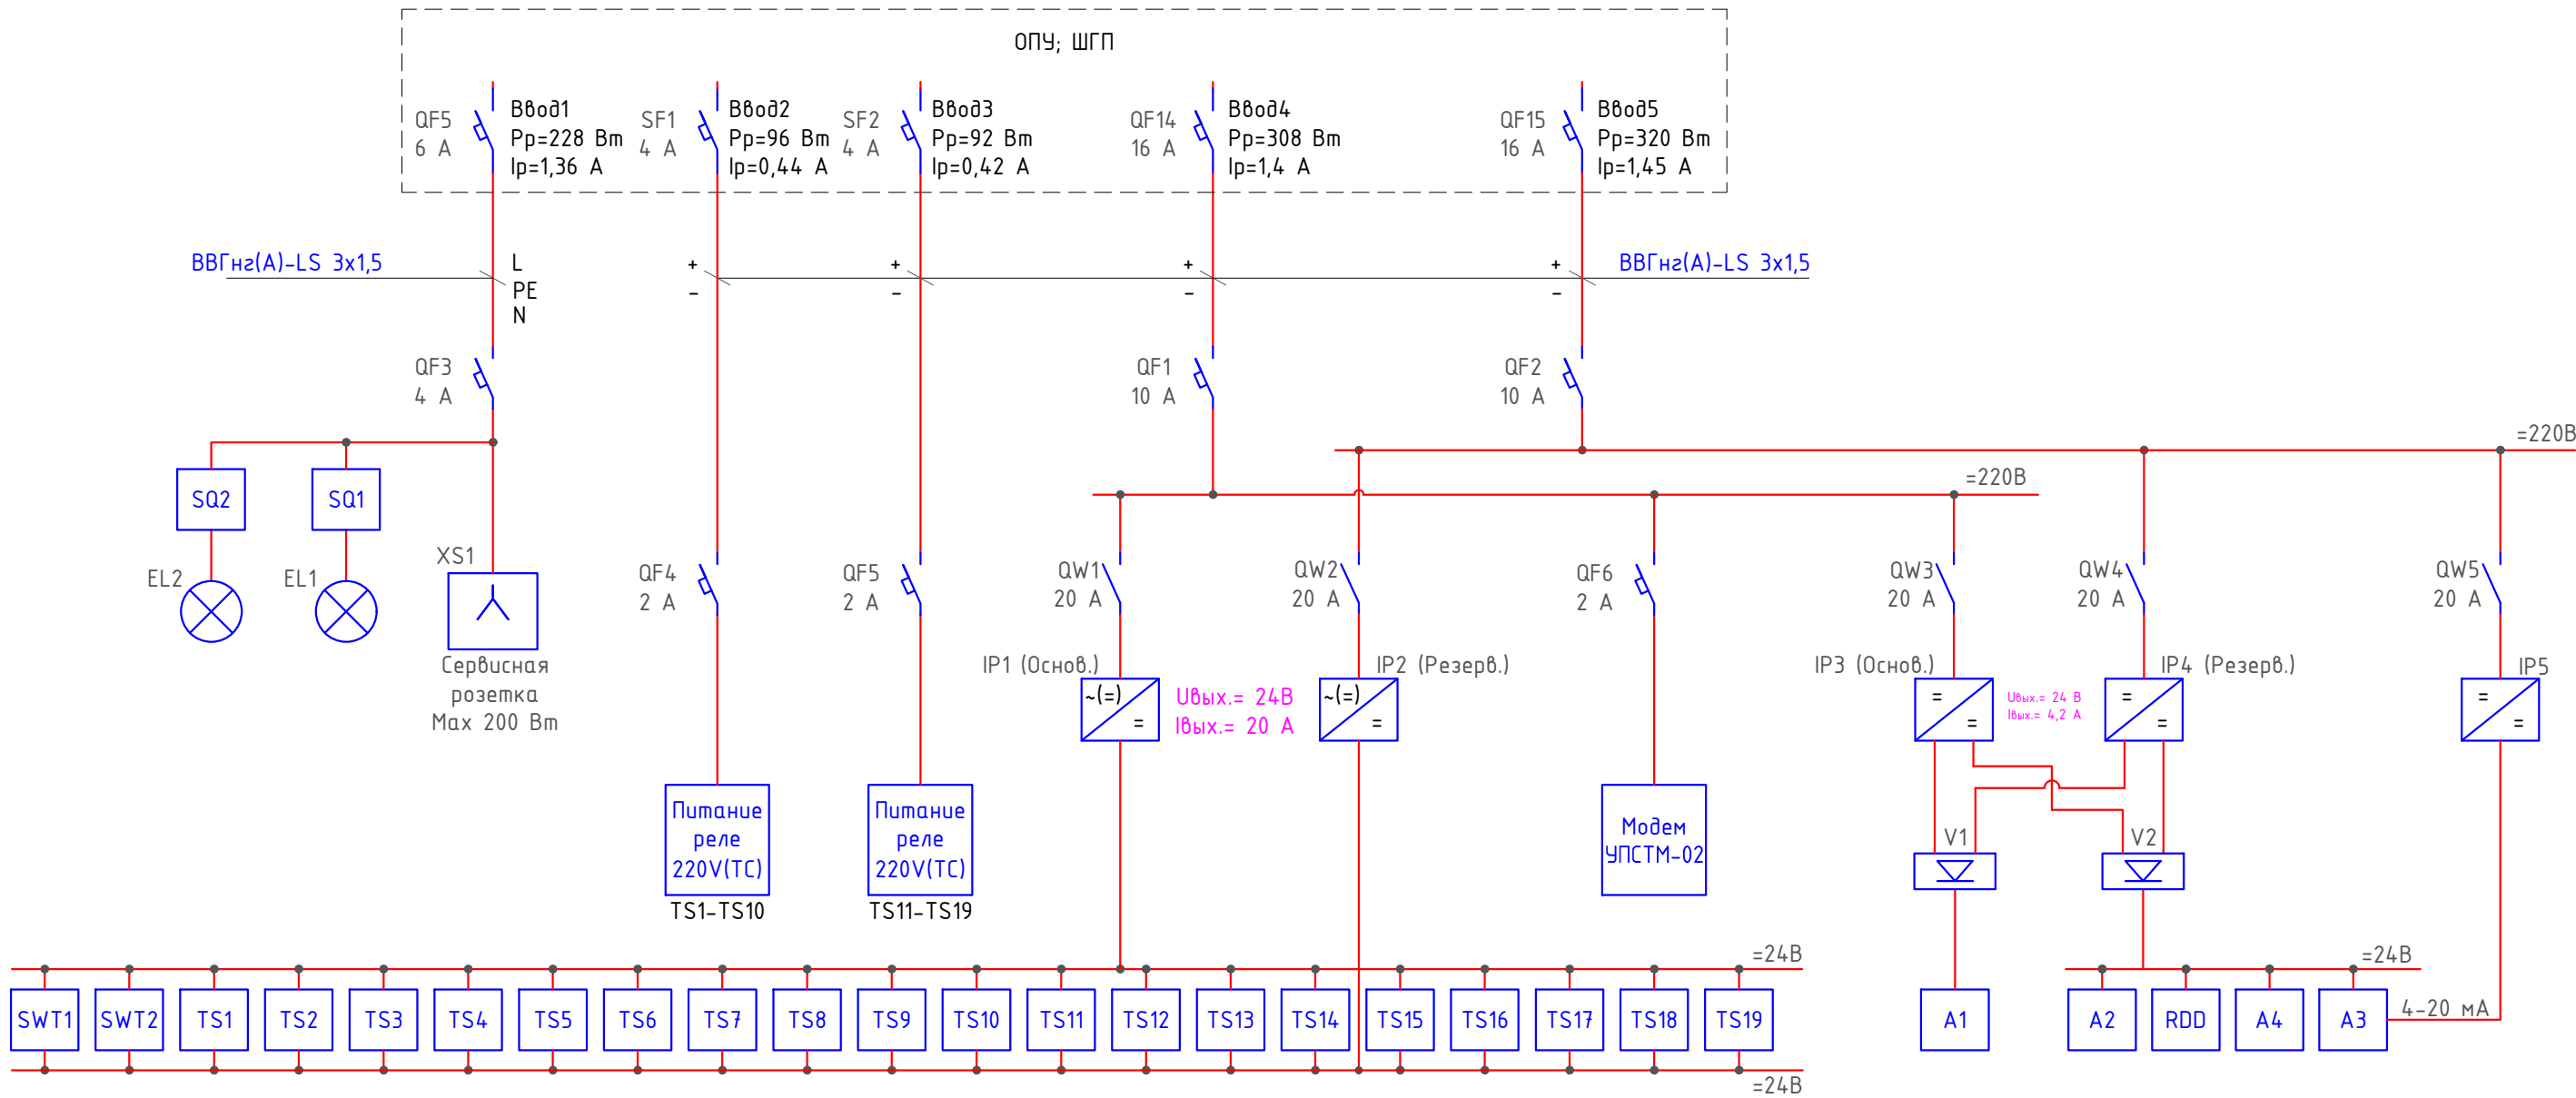 ОПУ; ШГП
QF5
6 А
Ввод1
Рр=228 Вт
Iр=1,36 А
SF1
4 А
Ввод2
Рр=96 Вт
Iр=0,44 А
SF2
4 А
Ввод3
Рр=92 Вт
Iр=0,42 А
QF14
16 А
Ввод4
Рр=308 Вт
Iр=1,4 А
QF15
16 А
Ввод5
Рр=320 Вт
Iр=1,45 А
ВВГнг(А)-LS 3х1,5
L
PE
N
+
-
+
-
+
-
+
-
ВВГнг(А)-LS 3х1,5
QF3
4 А
QF1
10 А
QF2
10 А
=220В
=220В
SQ2
SQ1
EL2
EL1
XS1
Сервисная
розетка
Max 200 Вт
QF4
2 А
QF5
2 А
QW1
20 А
QW2
20 А
QF6
2 А
QW3
20 А
QW4
20 А
QW5
20 А
IP1 (Основ.)
~(=)
=
Uвых.= 24В
Iвых.= 20 А
IP2 (Резерв.)
~(=)
=
IP3 (Основ.)
=
=
Uвых.= 24 В
Iвых.= 4,2 А
IP4 (Резерв.)
=
=
IP5
=
=
Питание
реле
220V(ТС)
TS1-TS10
Питание
реле
220V(ТС)
TS11-TS19
Модем
УПСТМ-02
V1
V2
=24В
=24В
SWT1
SWT2
TS1
TS2
TS3
TS4
TS5
TS6
TS7
TS8
TS9
TS10
TS11
TS12
TS13
TS14
TS15
TS16
TS17
TS18
TS19
A1
A2
RDD
A4
A3
4-20 мА
=24В